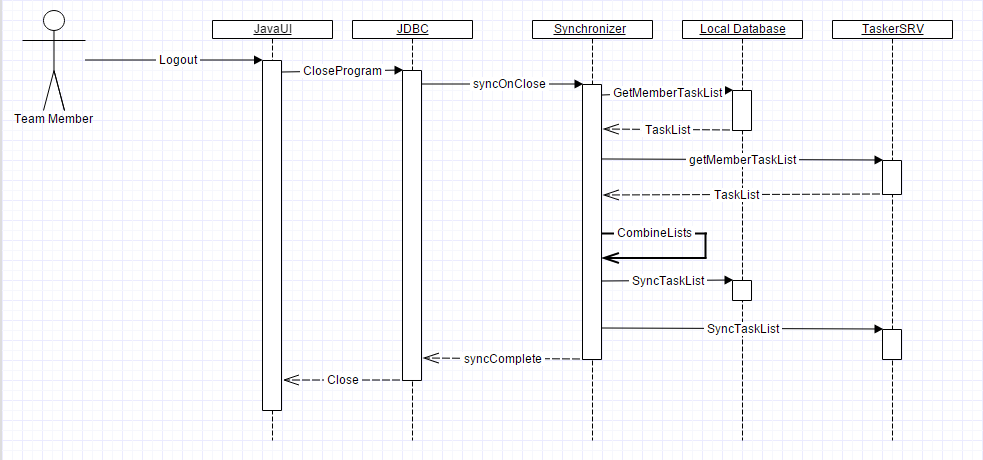 JavaUI
JDBC
Synchronizer
Local Database
TaskerSRV
Logout
CloseProgram
syncOnClose
GetMemberTaskList
Team Member
TaskList
getMemberTaskList
TaskList
CombineLists
SyncTaskList
SyncTaskList
syncComplete
Close